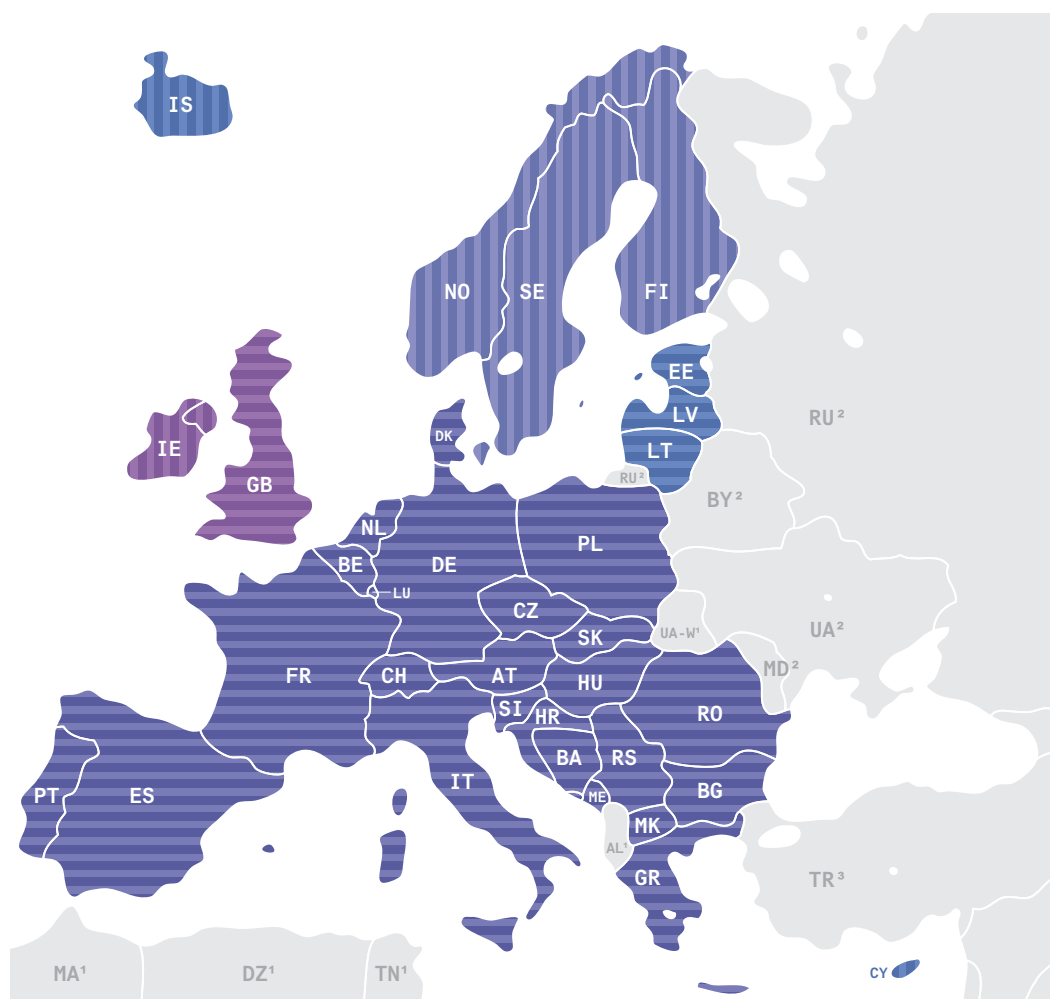 IS
NO
SE
FI
EE
LV
RU²
DK
IE
LT
RU²
GB
BY²
NL
PL
BE
DE
LU
CZ
UA²
UA-W¹
SK
MD²
FR
CH
AT
HU
SI
HR
RO
BA
RS
IT
PT
ES
ME
BG
MK
AL¹
GR
TR³
MA¹
DZ¹
TN¹
CY